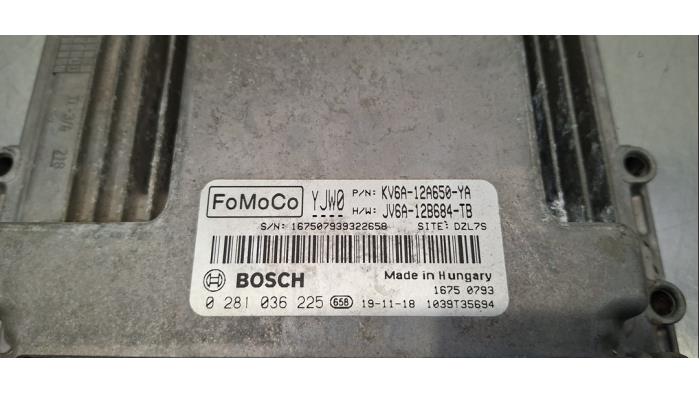 FoMoCo YJW0 P/N: KV6A-12A650-YA
H/W: JV6A-12B684-TB
S/N: 167507939322658 SITE: DZL7S
BOSCH Made in Hungary
1675 0793
0 281 036 225 658 19-11-18 1039T35694